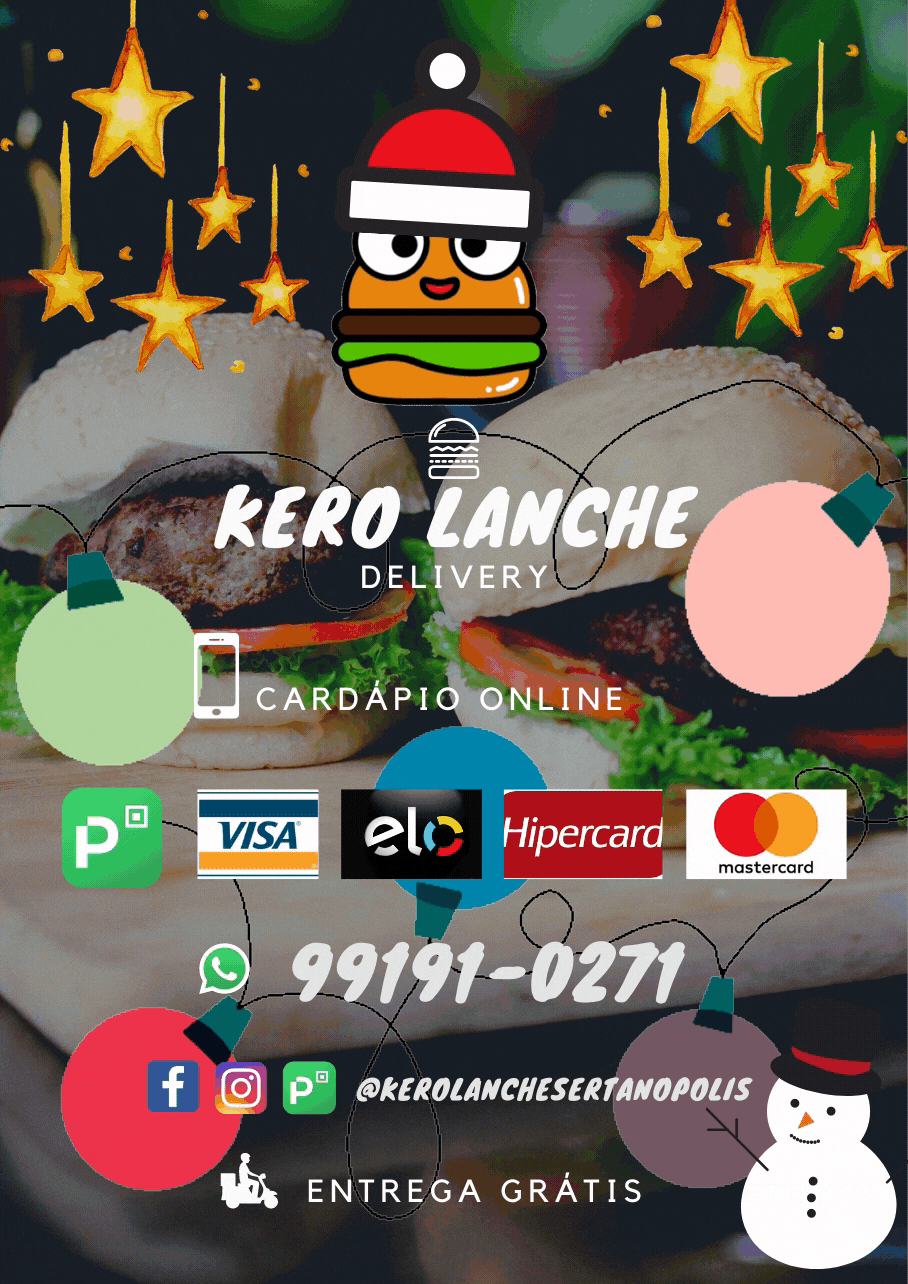 KERO LANCHE
DELIVERY
CARDÁPIO ONLINE
P VISA elo Hipercard mastercard
99191-0271
f P @KEROLANCHESERTANOPOLIS
ENTREGA GRÁTIS